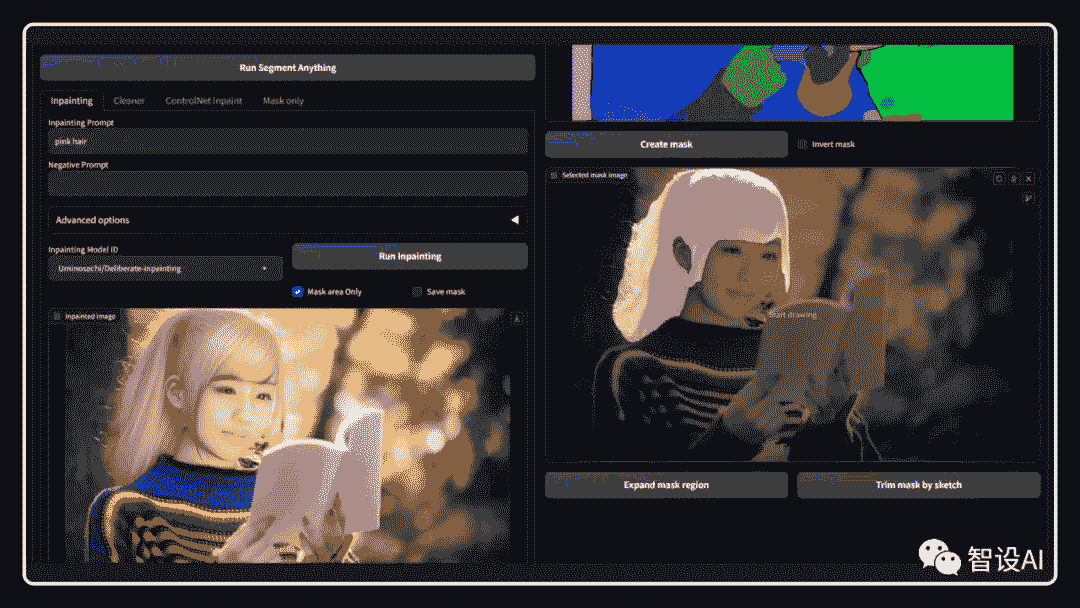 Run Segment Anything
Inpainting
Cleaner
ControlNet Inpaint
Mask only
Inpainting Prompt
pink hair
Negative Prompt
Advanced options
Inpainting Model ID
Uminosachi/Deliberate-inpainting
Run Inpainting
Mask area Only
Save mask
Inpainted image
Create mask
Invert mask
Selected mask image
Start drawing
Expand mask region
Trim mask by sketch
智设AI